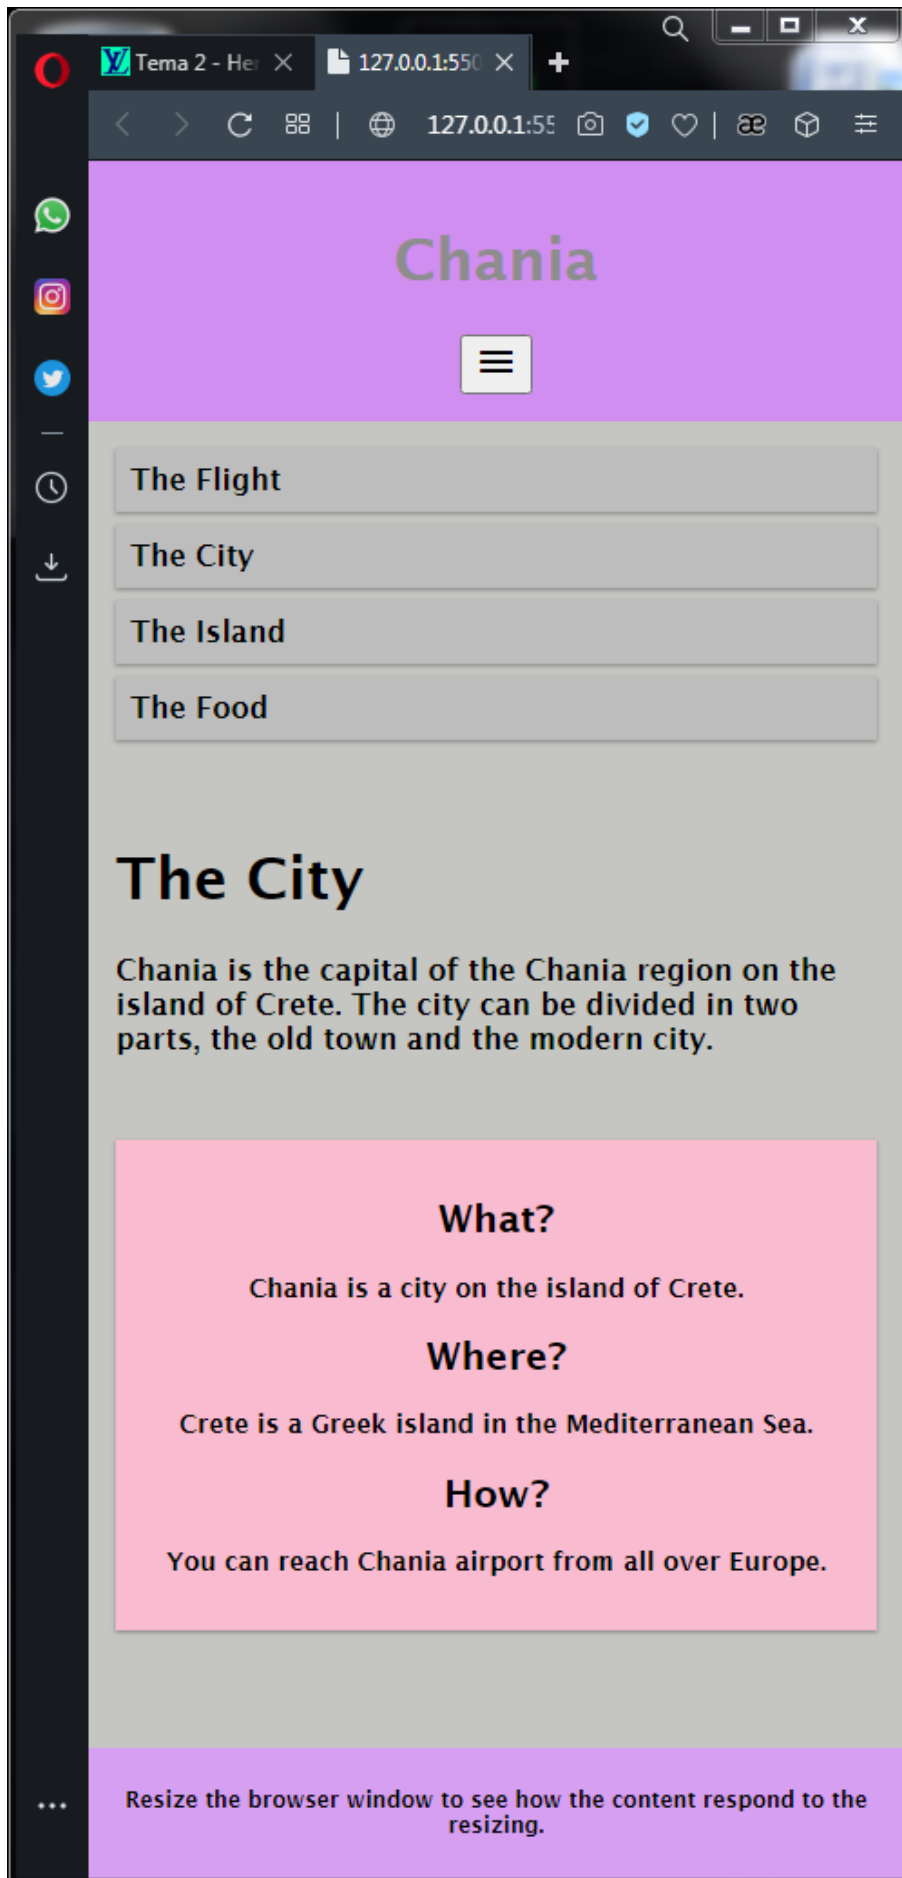 Tema 2 - Her
127.0.0.1:550
127.0.0.1:55
Chania
The Flight
The City
The Island
The Food
The City
Chania is the capital of the Chania region on the
island of Crete. The city can be divided in two
parts, the old town and the modern city.
What?
Chania is a city on the island of Crete.
Where?
Crete is a Greek island in the Mediterranean Sea.
How?
You can reach Chania airport from all over Europe.
Resize the browser window to see how the content respond to the
resizing.